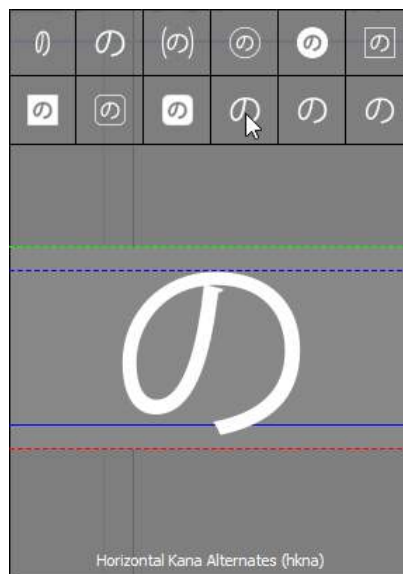 の の (の) の の の
の の の の の の
の
Horizontal Kana Alternates (hkna)